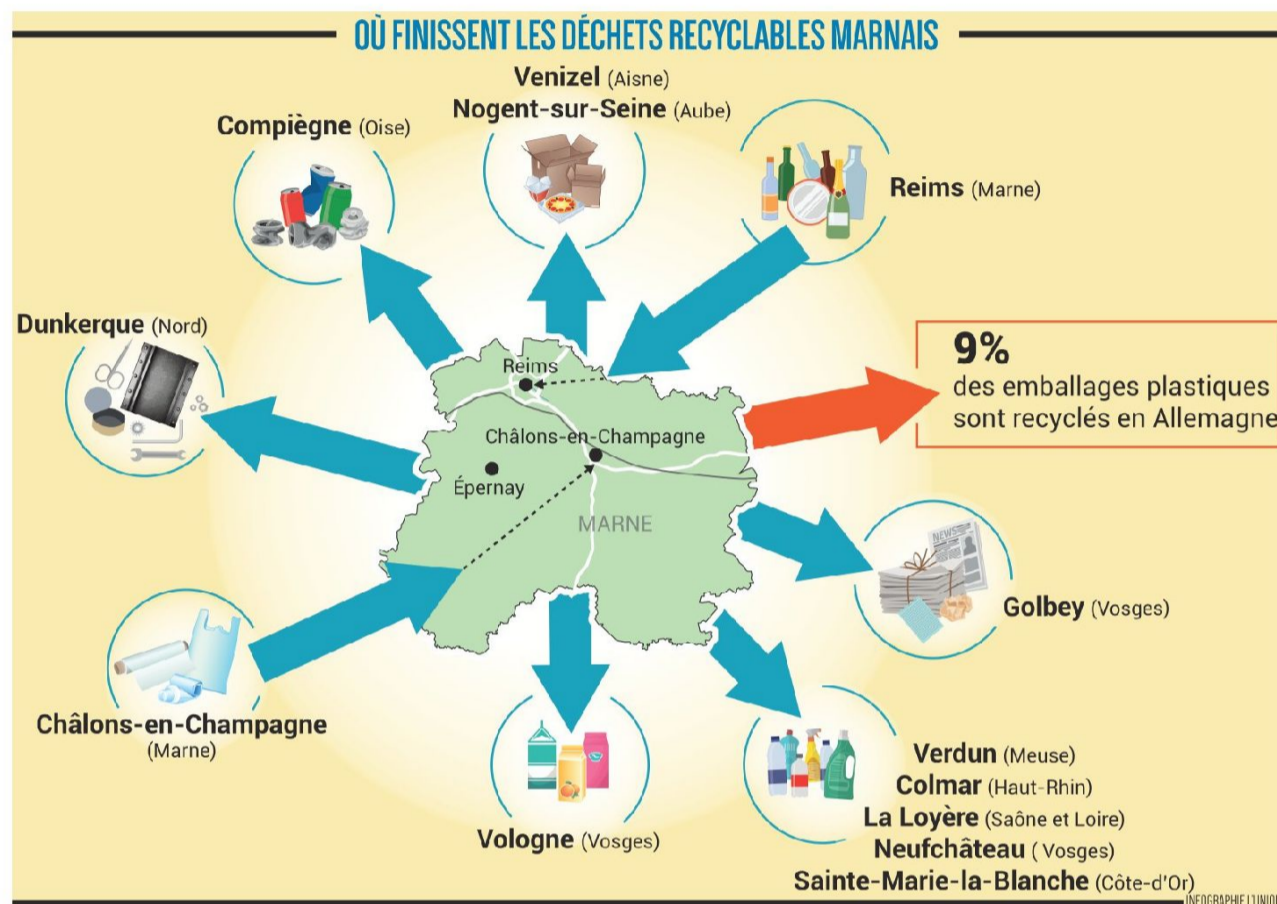 OÙ FINISSENT LES DÉCHETS RECYCLABLES MARNAIS
Venizel (Aisne)
Nogent-sur-Seine (Aube)
Compiègne (Oise)
Reims (Marne)
Dunkerque (Nord)
9%
des emballages plastiques
sont recyclés en Allemagne
Reims
Châlons-en-Champagne
Épernay
MARNE
NEWS
Golbey (Vosges)
Châlons-en-Champagne
(Marne)
Vologne (Vosges)
Verdun (Meuse)
Colmar (Haut-Rhin)
La Loyère (Saône et Loire)
Neufchâteau ( Vosges)
Sainte-Marie-la-Blanche (Côte-d'Or)
INFOGRAPHIE L'UNION